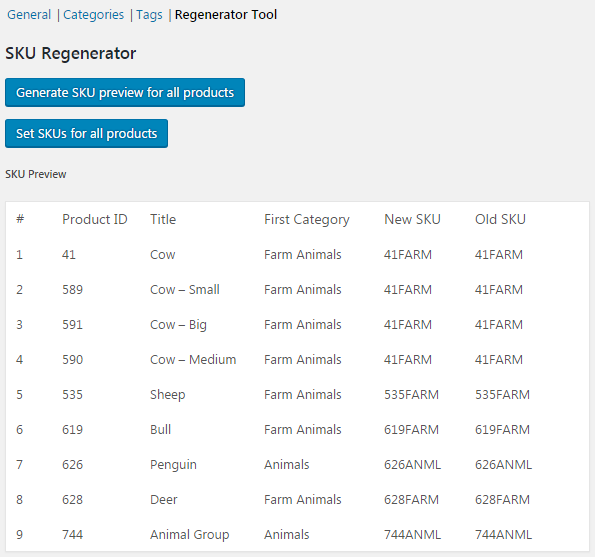 General | Categories | Tags | Regenerator Tool
SKU Regenerator
Generate SKU preview for all products
Set SKUs for all products
SKU Preview
# Product ID Title First Category New SKU Old SKU
1 41 Cow Farm Animals 41FARM 41FARM
2 589 Cow – Small Farm Animals 41FARM 41FARM
3 591 Cow – Big Farm Animals 41FARM 41FARM
4 590 Cow – Medium Farm Animals 41FARM 41FARM
5 535 Sheep Farm Animals 535FARM 535FARM
6 619 Bull Farm Animals 619FARM 619FARM
7 626 Penguin Animals 626ANML 626ANML
8 628 Deer Farm Animals 628FARM 628FARM
9 744 Animal Group Animals 744ANML 744ANML